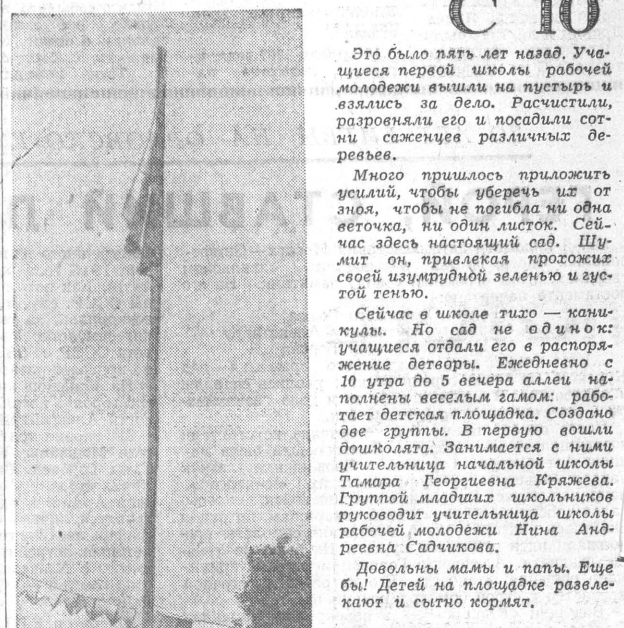 С 10
Это было пять лет назад. Уча-
щиеся первой школы рабочей
молодежи вышли на пустырь и
взялись за дело. Расчистили,
разровняли его и посадили сот-
ни саженцев различных де-
ревьев.
Много пришлось приложить
усилий, чтобы уберечь их от
зноя, чтобы не погибла ни одна
веточка, ни один листок. Сей-
час здесь настоящий сад. Шу-
мит он, привлекая прохожих
своей изумрудной зеленью и гус-
той тенью.
Сейчас в школе тихо — кани-
кулы. Но сад не одинок:
учащиеся отдали его в распоря-
жение детворы. Ежедневно с
10 утра до 5 вечера аллеи на-
полнены веселым гамом: рабо-
тает детская площадка. Создано
две группы. В первую вошли
дошколята. Занимается с ними
учительница начальной школы
Тамара Георгиевна Кряжева.
Группой младших школьников
руководит учительница школы
рабочей молодежи Нина Анд-
реевна Садчикова.
Довольны мамы и папы. Еще
бы! Детей на площадке развле-
кают и сытно кормят.